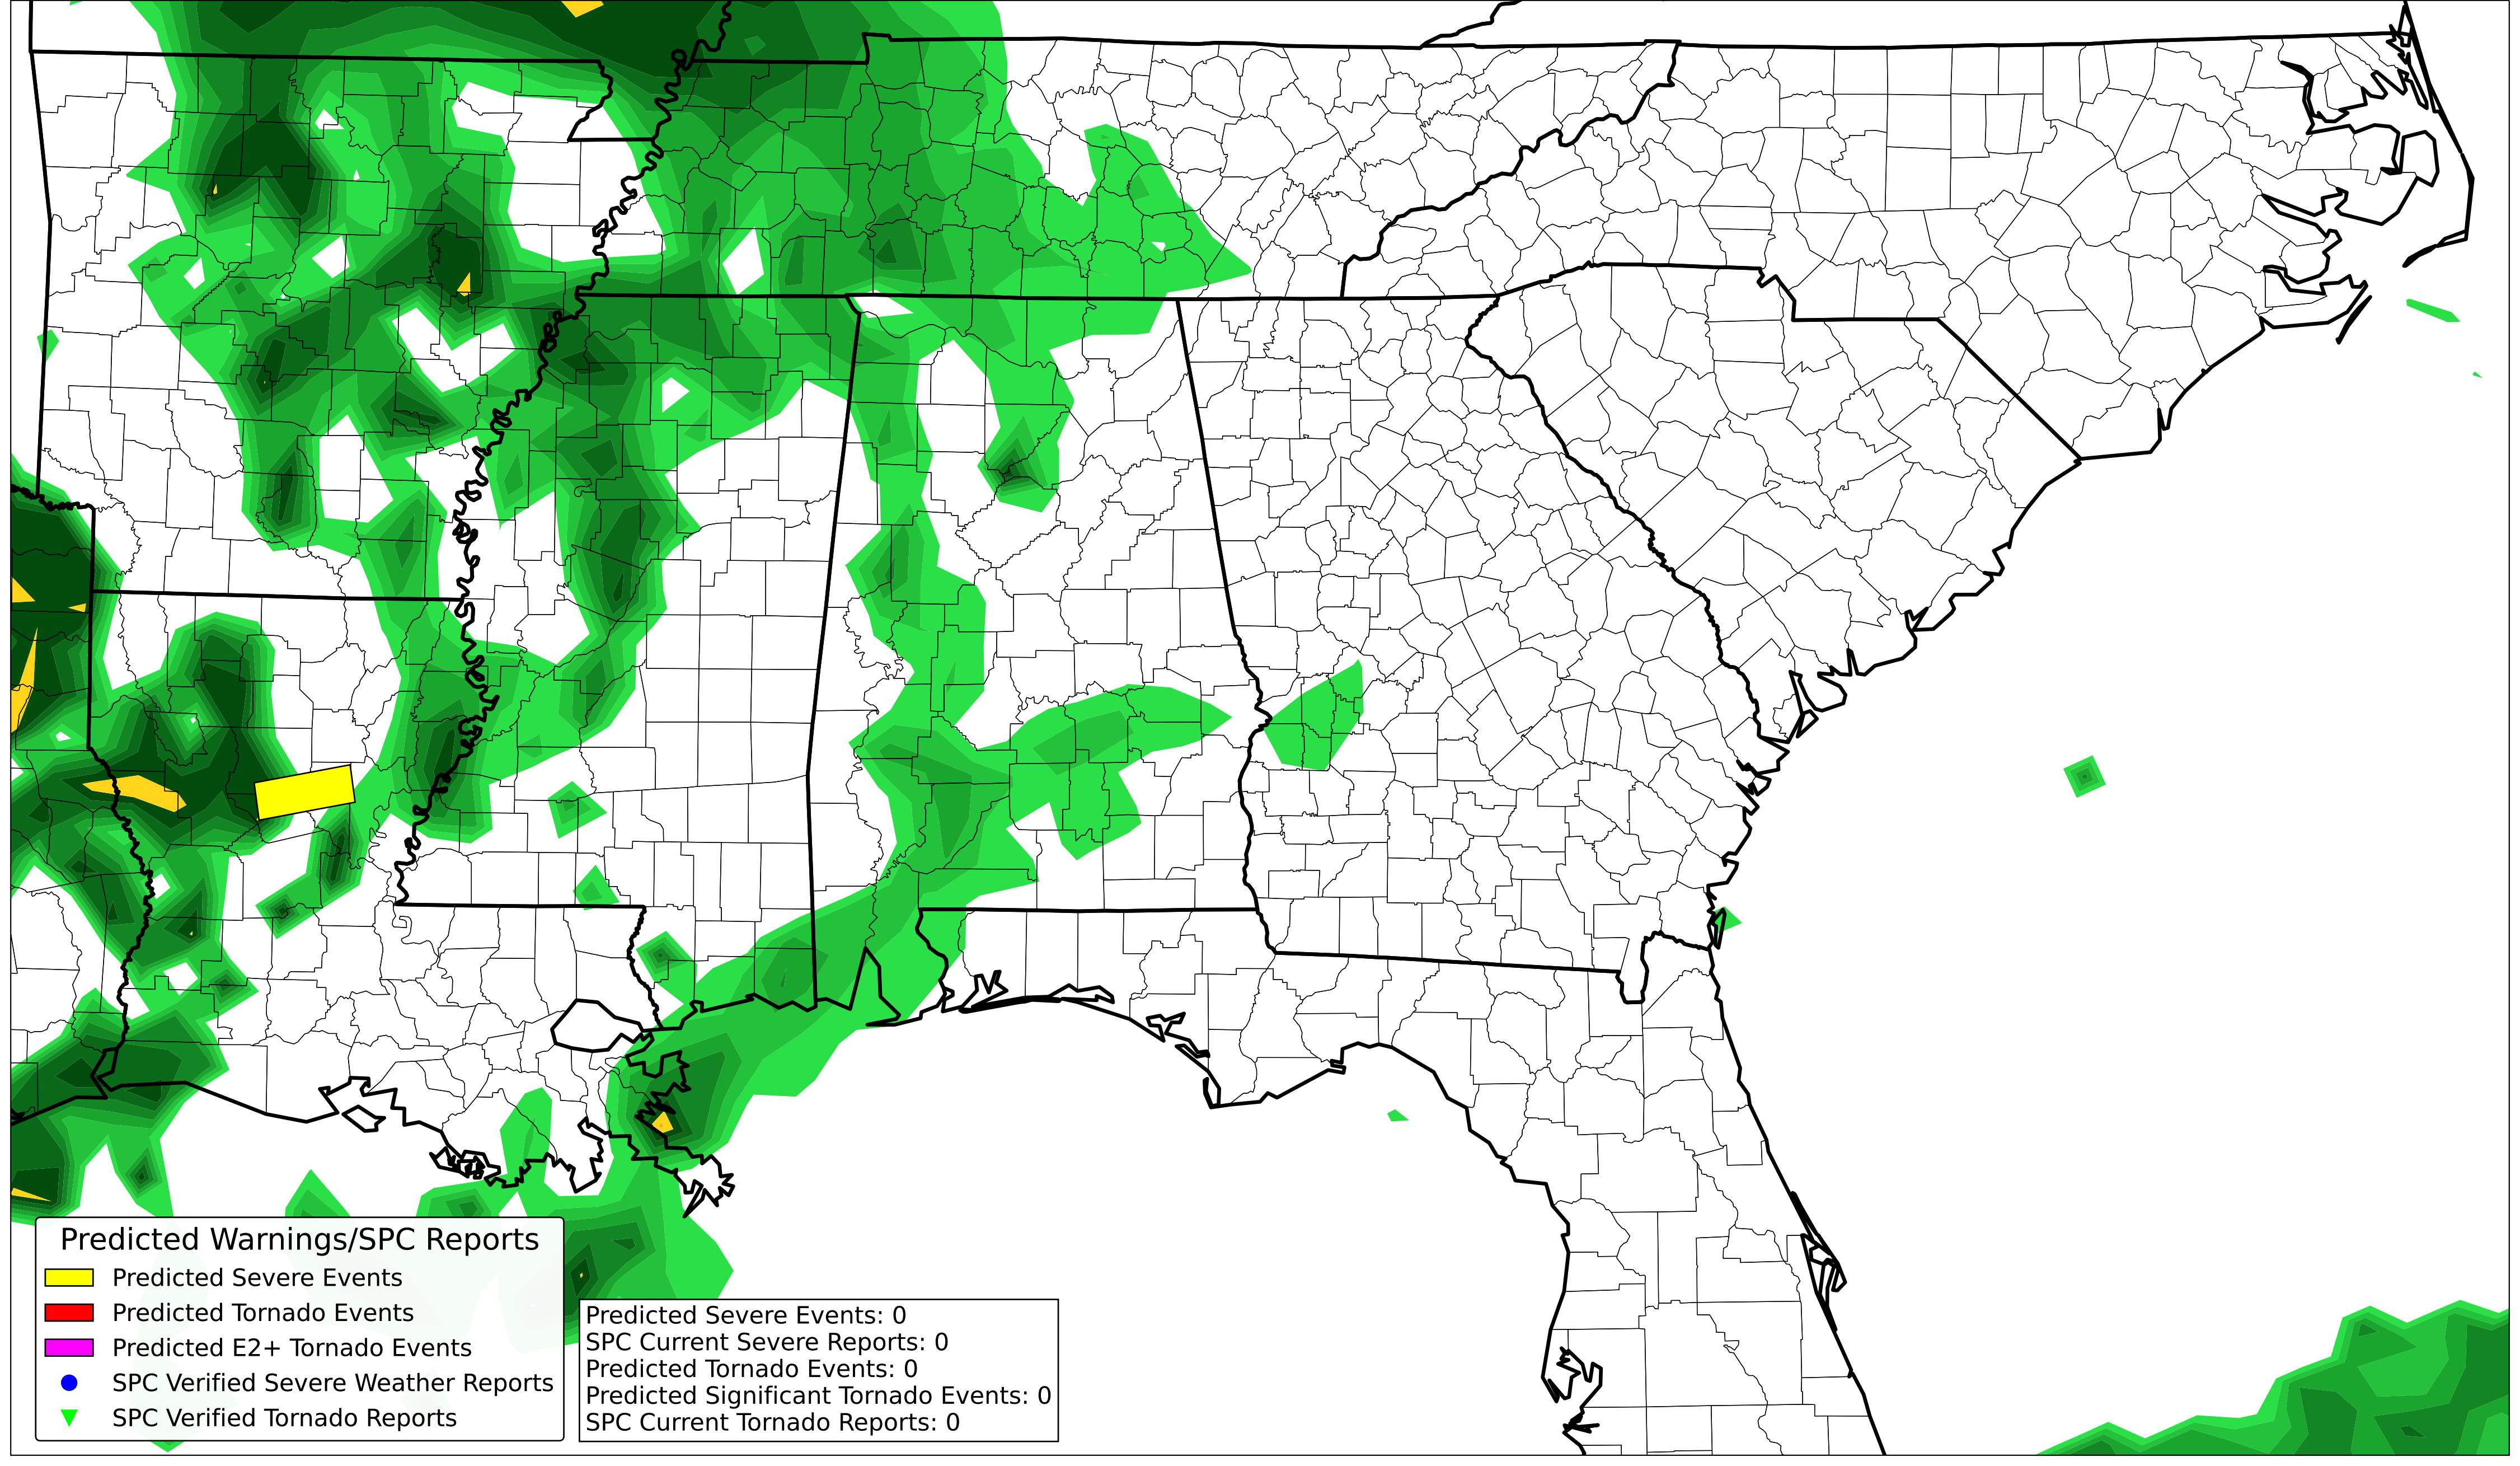 Predicted Warnings/SPC Reports
Predicted Severe Events
Predicted Tornado Events
Predicted E2+ Tornado Events
SPC Verified Severe Weather Reports
SPC Verified Tornado Reports
Predicted Severe Events: 0
SPC Current Severe Reports: 0
Predicted Tornado Events: 0
Predicted Significant Tornado Events: 0
SPC Current Tornado Reports: 0